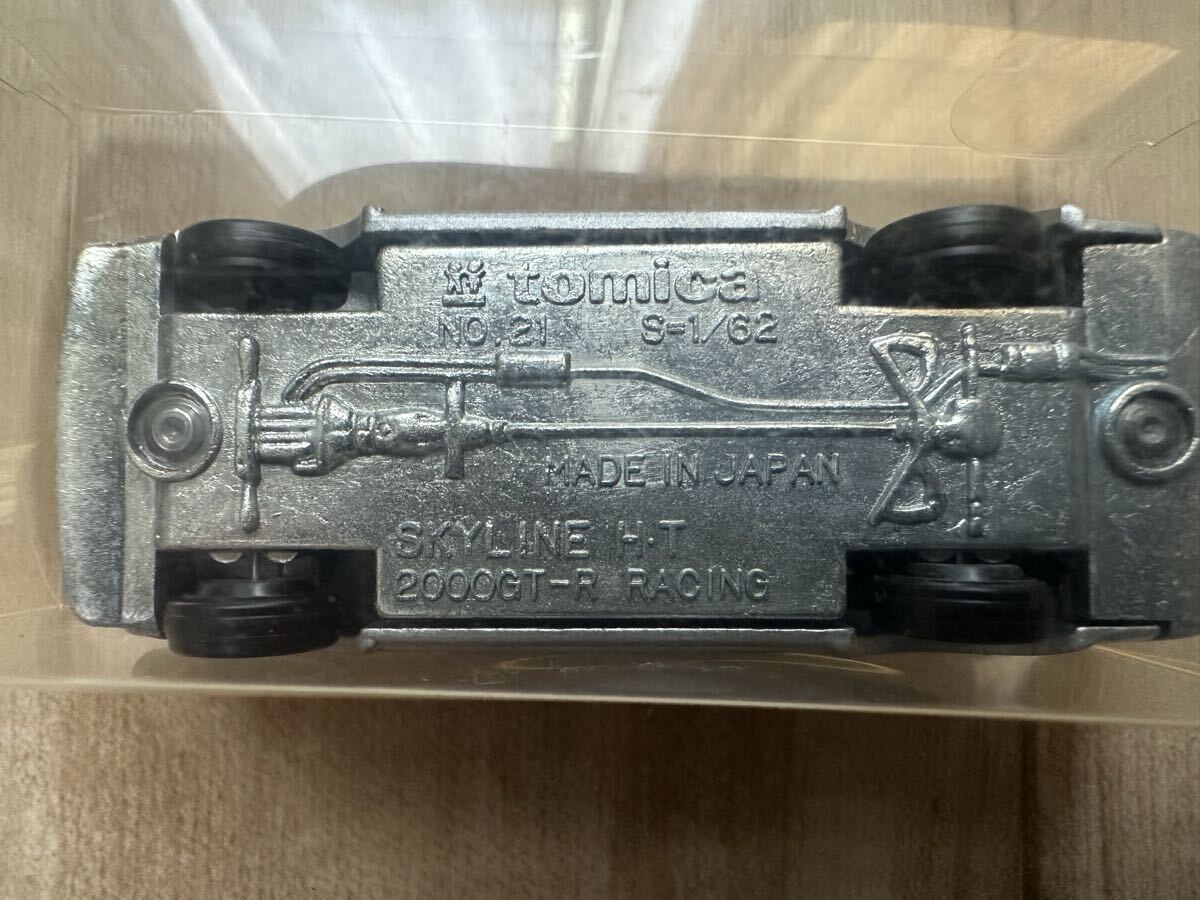 tomica
NO.21 S=1/62
MADE IN JAPAN
SKYLINE H·T
2000GT-R RACING